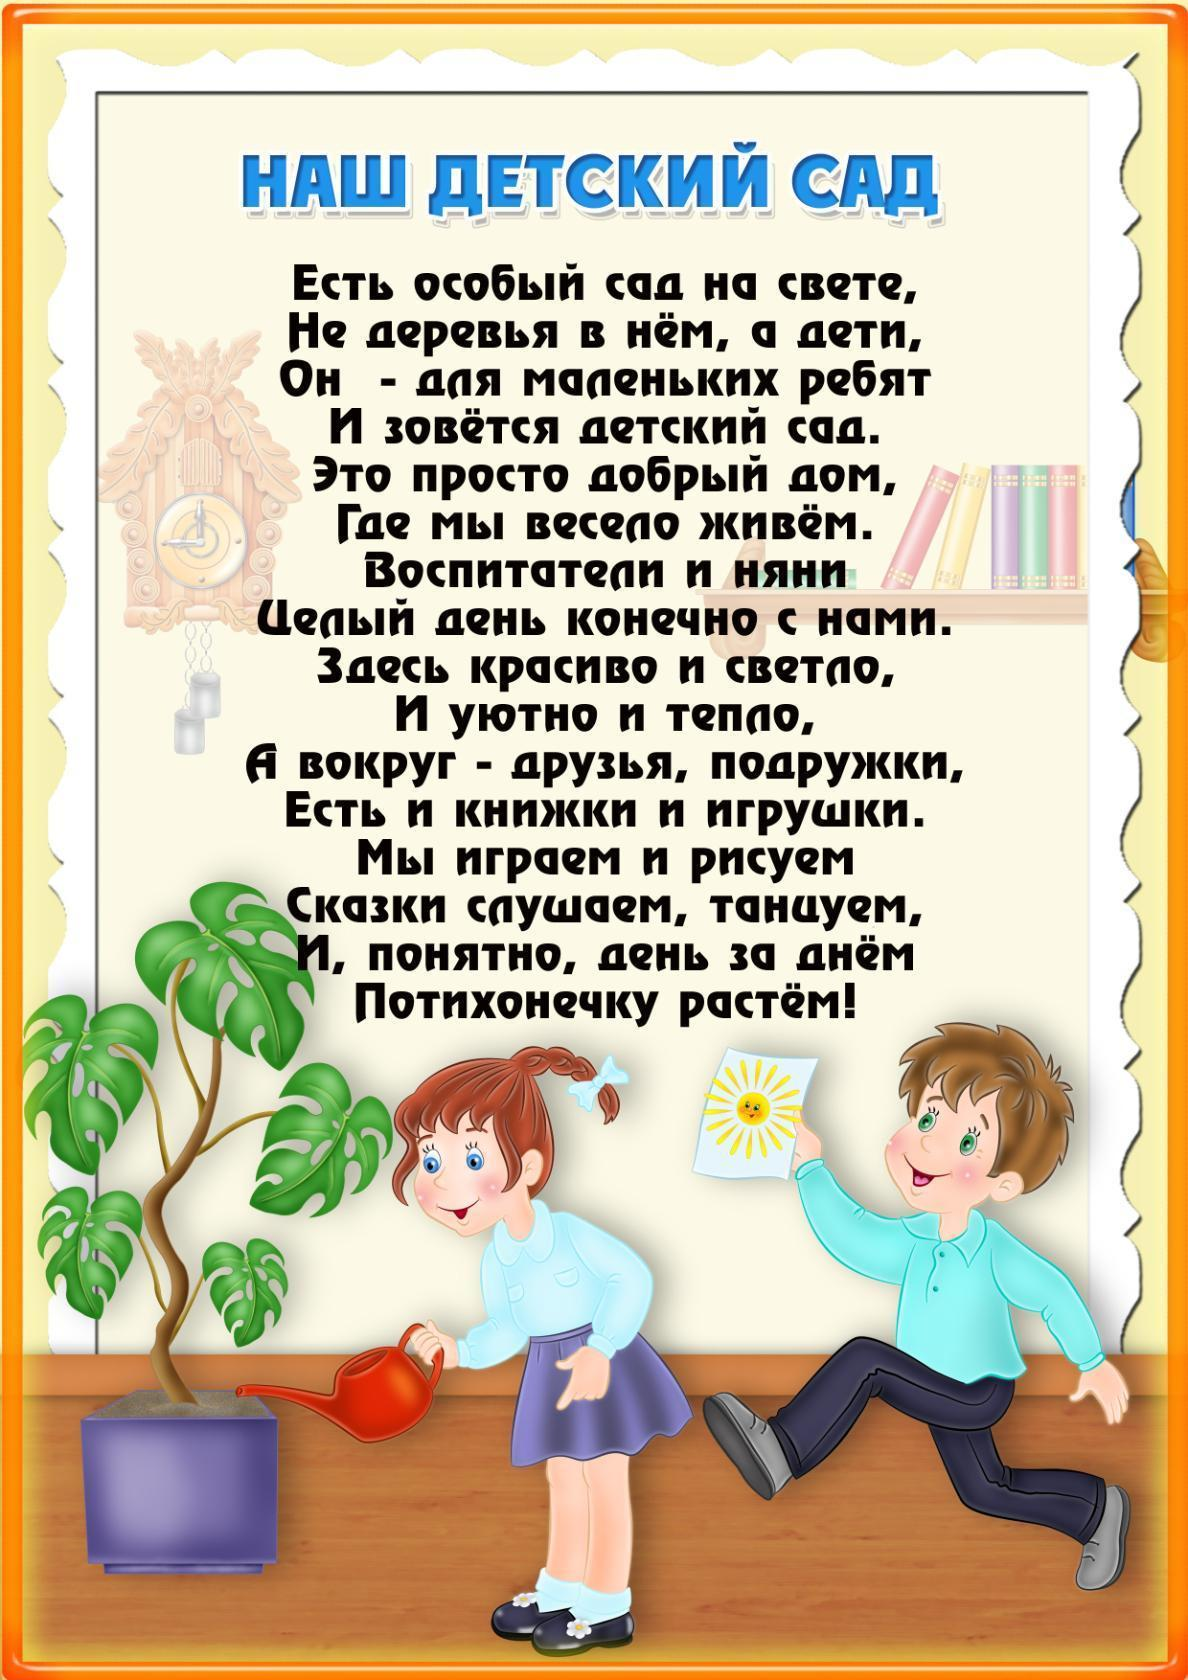 НАШ ДЕТСКИЙ САД
Есть особый сад на свете,
Не деревья в нём, а дети,
Он - для маленьких ребят
И зовётся детский сад.
Это просто добрый дом,
Где мы весело живём.
Воспитатели и няни
Целый день конечно с нами.
Здесь красиво и светло,
И уютно и тепло,
А вокруг - друзья, подружки,
Есть и книжки и игрушки.
Мы играем и рисуем
Сказки слушаем, танцуем,
И, понятно, день за днём
Потихонечку растём!